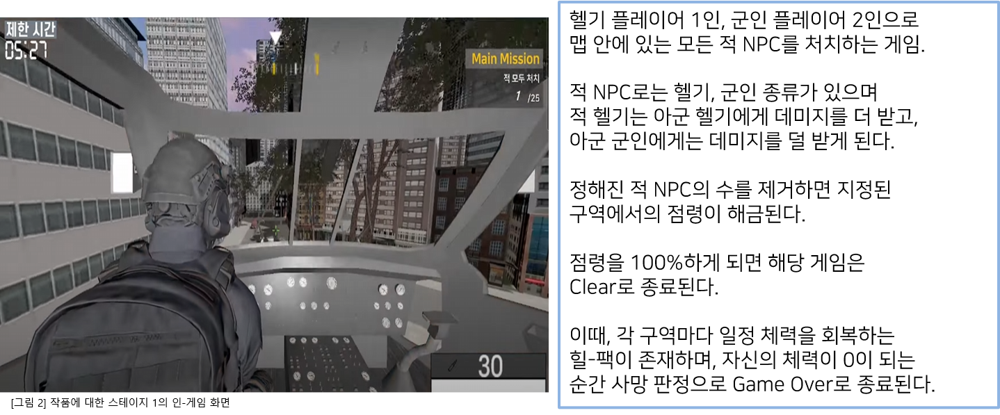 제한 시간
05:27
Main Mission
적 모두 처치
1 /25
30
[그림 2] 작품에 대한 스테이지 1의 인-게임 화면
헬기 플레이어 1인, 군인 플레이어 2인으로
맵 안에 있는 모든 적 NPC를 처치하는 게임.
적 NPC로는 헬기, 군인 종류가 있으며
적 헬기는 아군 헬기에게 데미지를 더 받고,
아군 군인에게는 데미지를 덜 받게 된다.
정해진 적 NPC의 수를 제거하면 지정된
구역에서의 점령이 해금된다.
점령을 100%하게 되면 해당 게임은
Clear로 종료된다.
이때, 각 구역마다 일정 체력을 회복하는
힐-팩이 존재하며, 자신의 체력이 0이 되는
순간 사망 판정으로 Game Over로 종료된다.